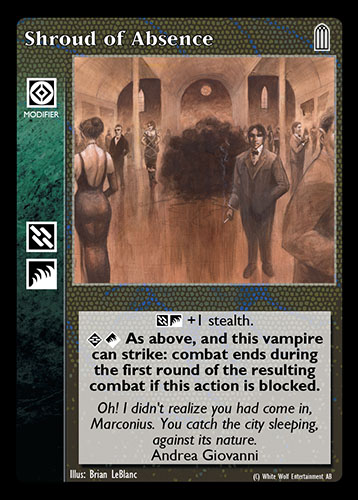 Shroud of Absence
MODIFIER
+1 stealth.
As above, and this vampire
can strike: combat ends during
the first round of the resulting
combat if this action is blocked.
Oh! I didn't realize you had come in,
Marconius. You catch the city sleeping,
against its nature.
Andrea Giovanni
Illus: Brian LeBlanc
(C) White Wolf Entertainment AB